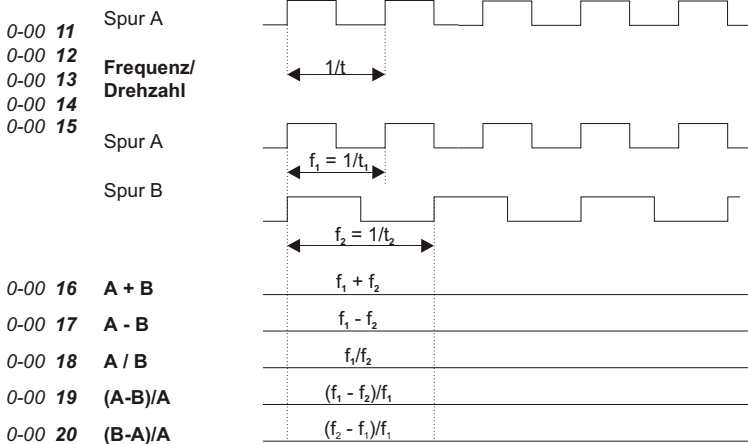 Spur A
0-00 11
0-00 12
0-00 13
0-00 14
0-00 15
Frequenz/
Drehzahl
1/t
Spur A
f₁ = 1/t₁
Spur B
f₂ = 1/t₂
0-00 16 A + B f₁ + f₂
0-00 17 A - B f₁ - f₂
0-00 18 A / B f₁/f₂
0-00 19 (A-B)/A (f₁ - f₂)/f₁
0-00 20 (B-A)/A (f₂ - f₁)/f₁